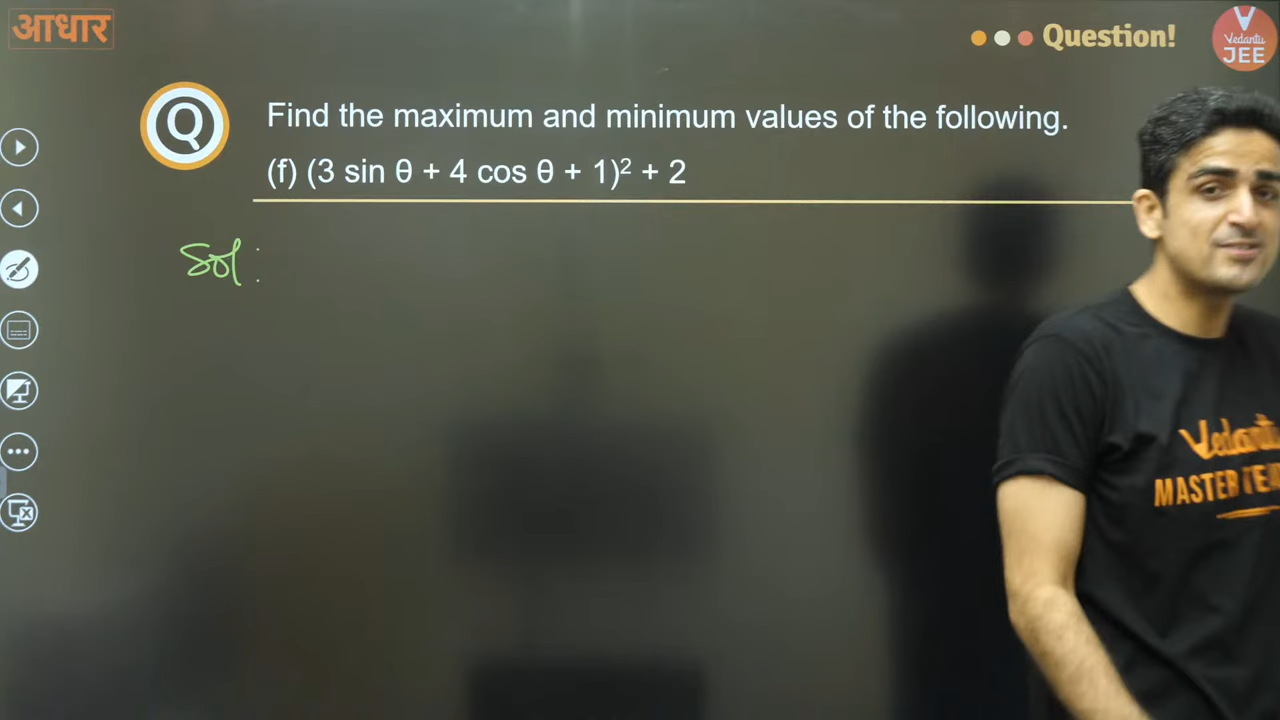 आधार
Question!
Vedantu
JEE
Q
Find the maximum and minimum values of the following.
(f) (3 sin θ + 4 cos θ + 1)² + 2
Sol:
Vedantu
MASTER